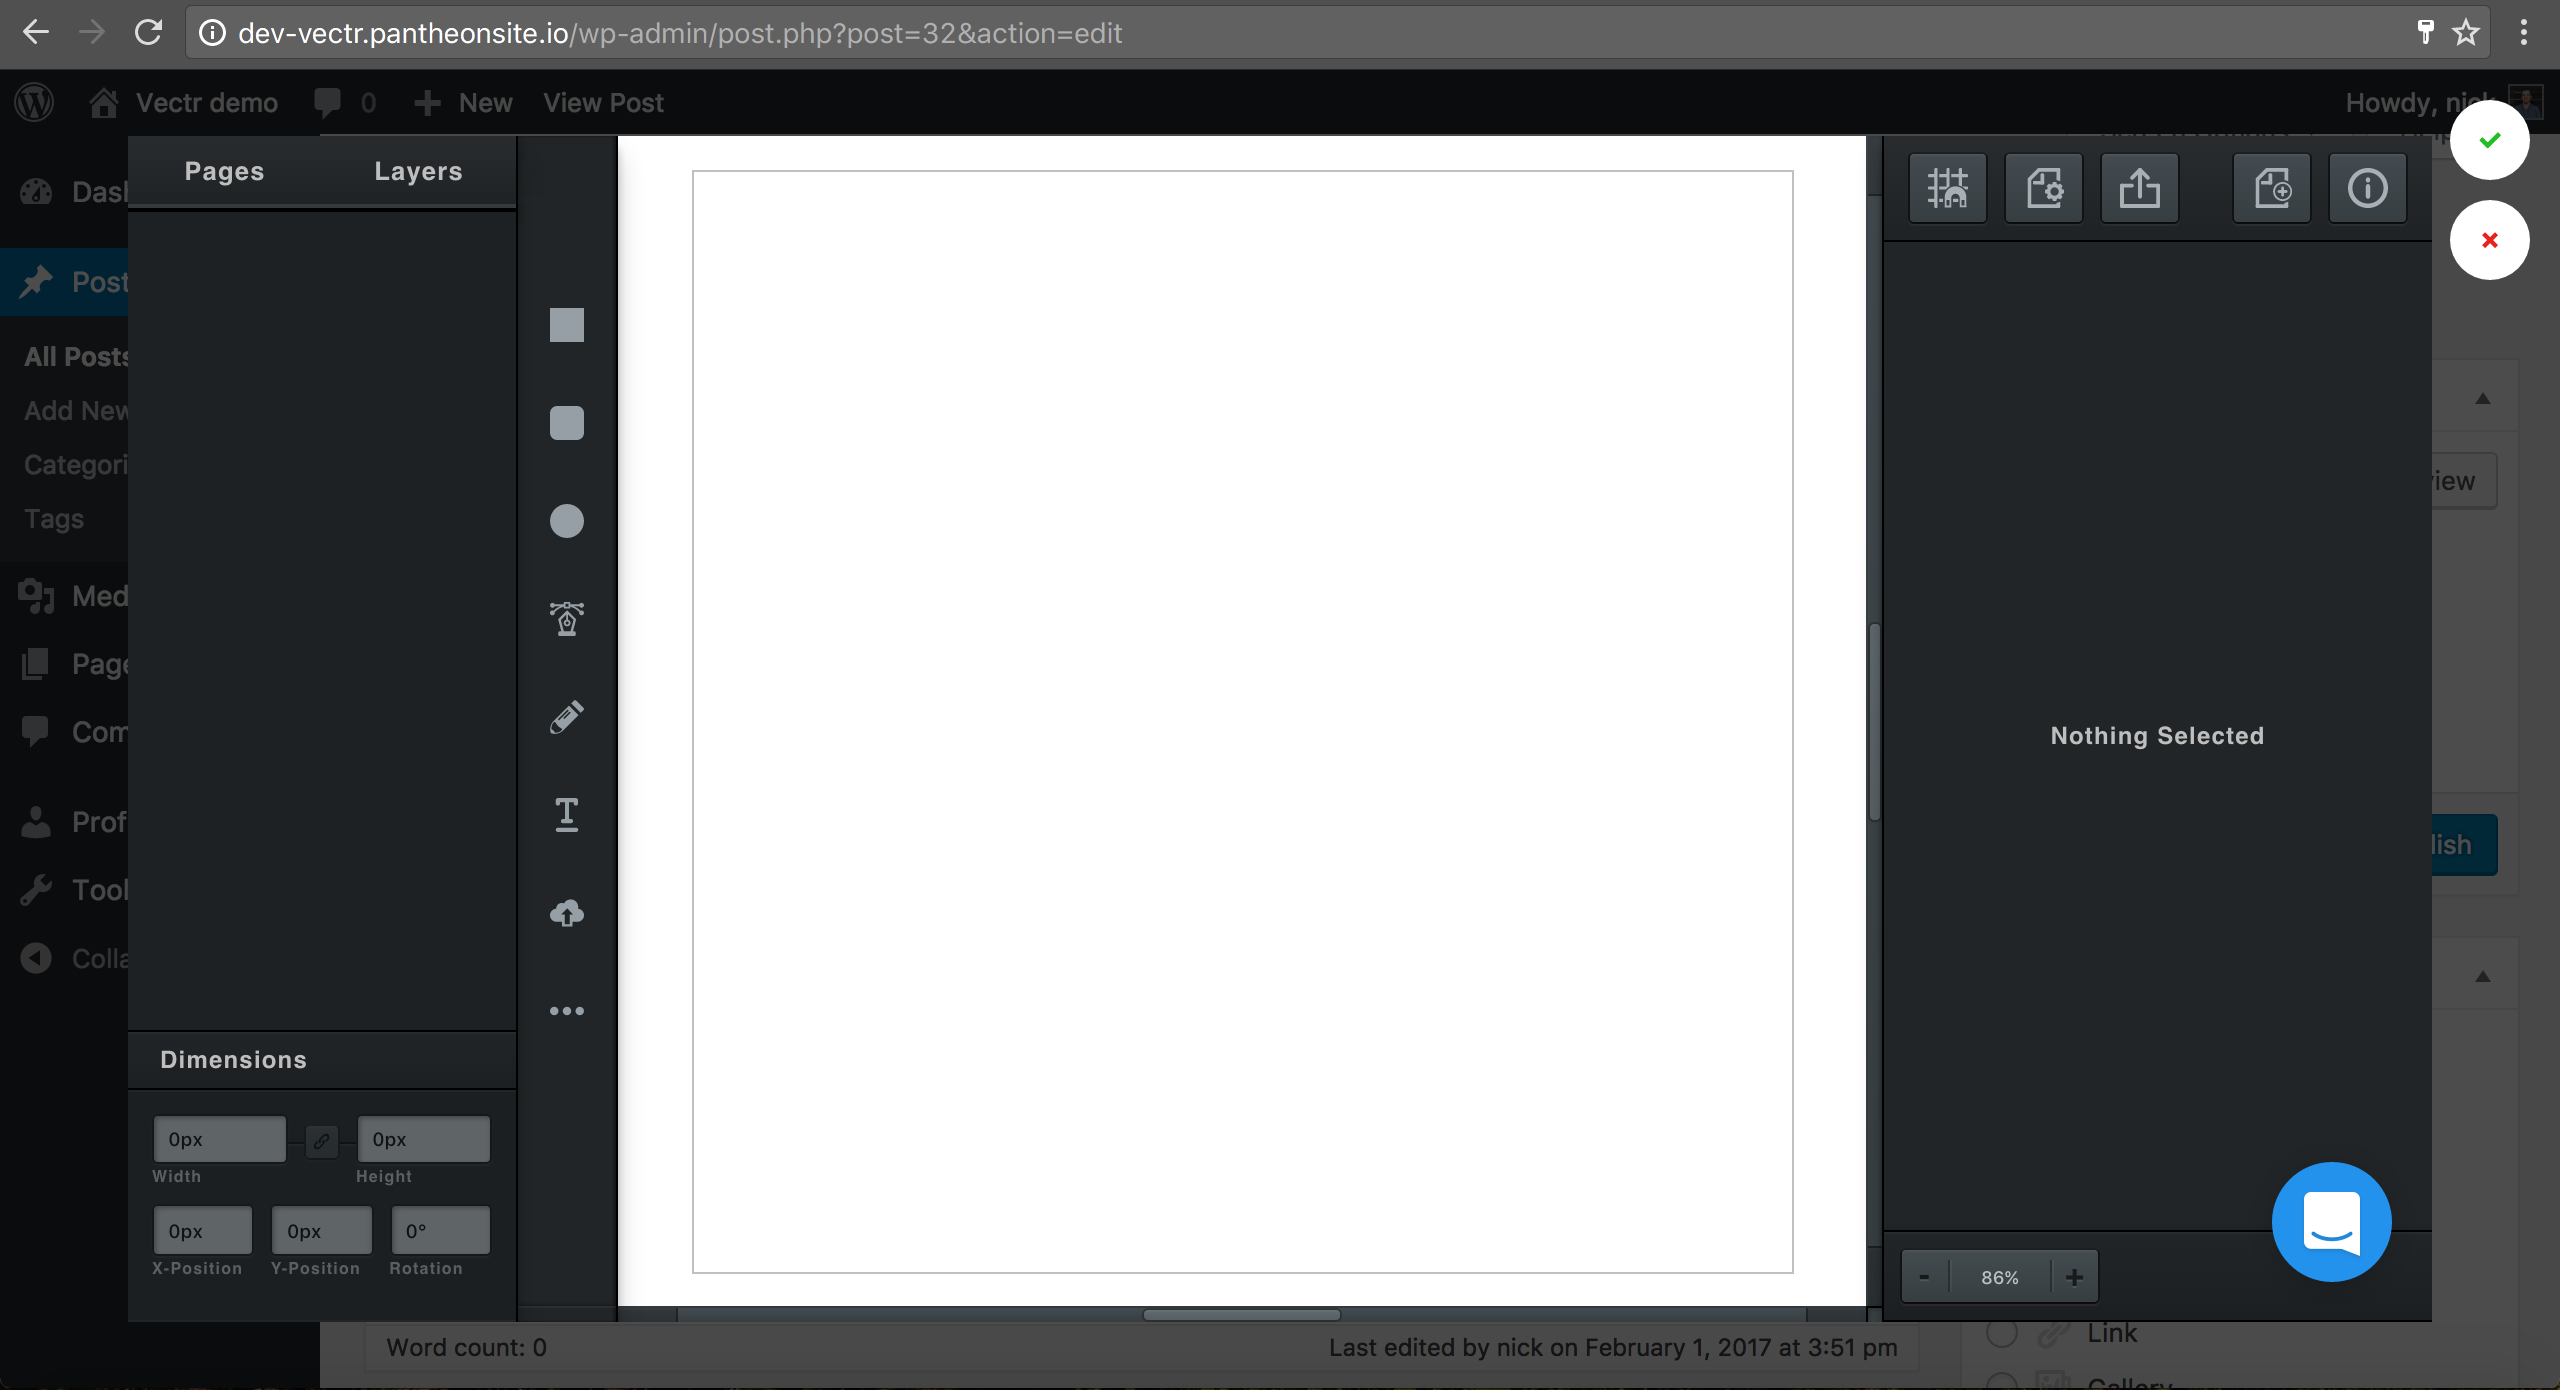 dev-vectr.pantheonsite.io/wp-admin/post.php?post=32&action=edit
Vectr demo 0 New View Post Howdy, nick
Pages Layers
Dash
Post
All Posts
Add New
Categori
Tags
Med
Page
Com
Prof
Tool
Colla
iew
Nothing Selected
lish
Dimensions
0px 0px
Width Height
0px 0px 0°
X-Position Y-Position Rotation
- 86% +
Word count: 0 Last edited by nick on February 1, 2017 at 3:51 pm
Link
Gallery